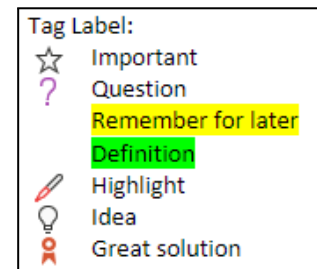 Tag Label:
Important
Question
Remember for later
Definition
Highlight
Idea
Great solution